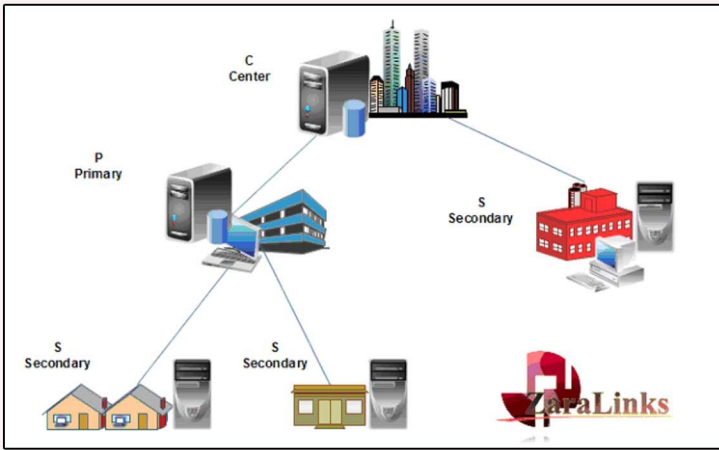 C
Center
P
Primary
S
Secondary
S
Secondary
S
Secondary
ZaraLinks